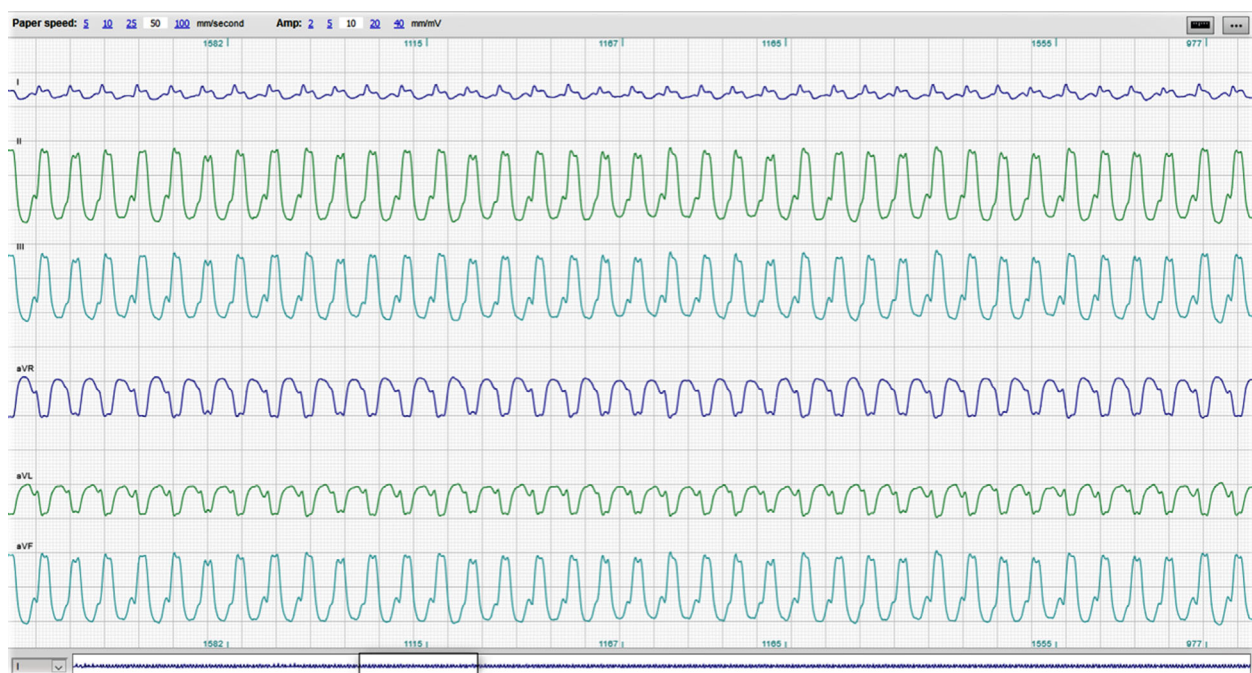 Paper speed: 5 10 25 50 100 mm/second Amp: 2 5 10 20 40 mm/mV
1582 1115 1167 1165 1555 977
I
II
III
aVR
aVL
aVF
1582 1115 1167 1165 1555 977
I